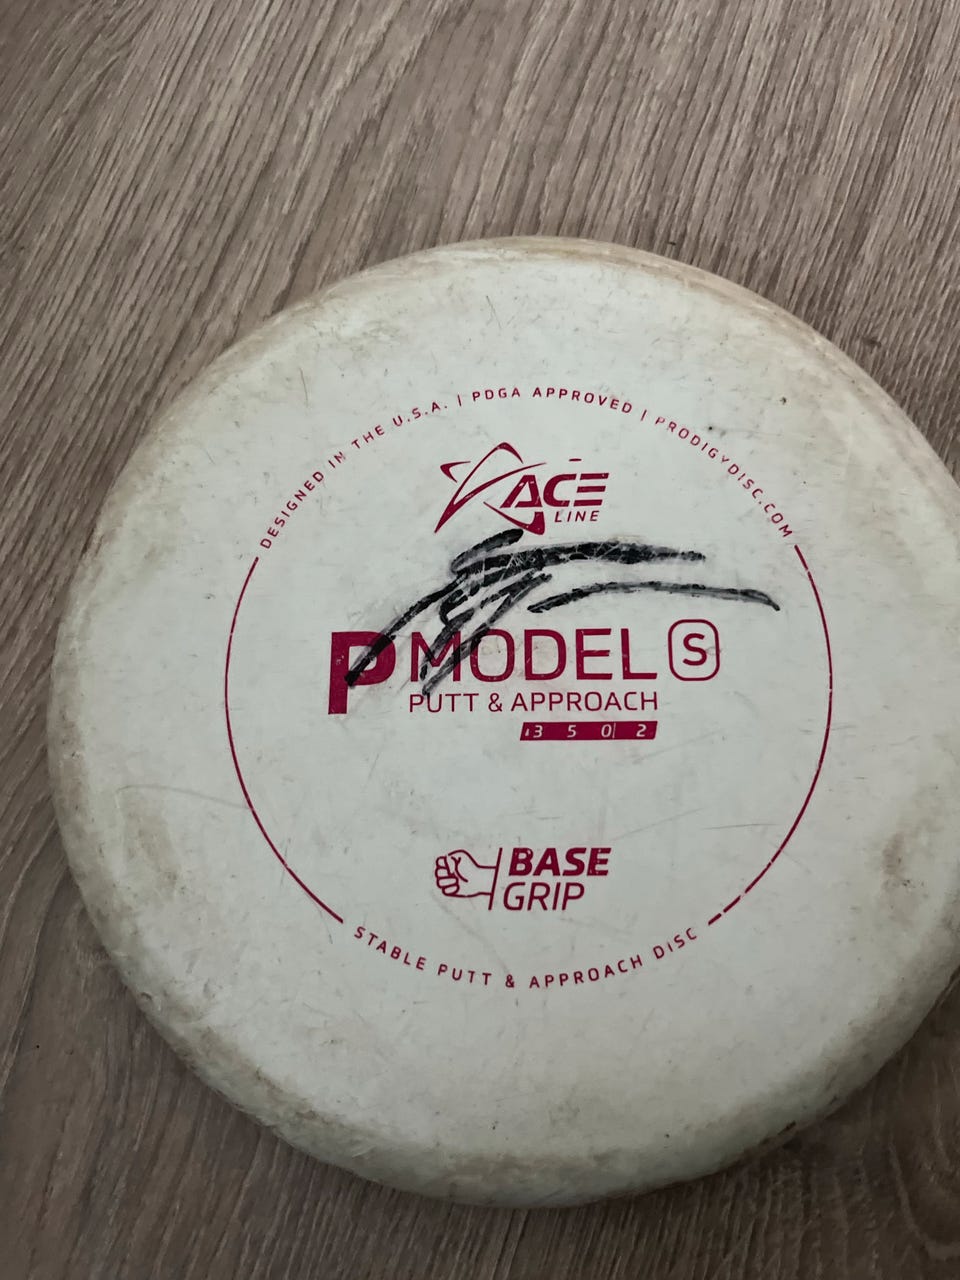 DESIGNED IN THE U.S.A. | PDGA APPROVED | PRODIGYDISC.COM
ACE
LINE
P MODEL S
PUTT & APPROACH
3 5 0 2
BASE
GRIP
STABLE PUTT & APPROACH DISC